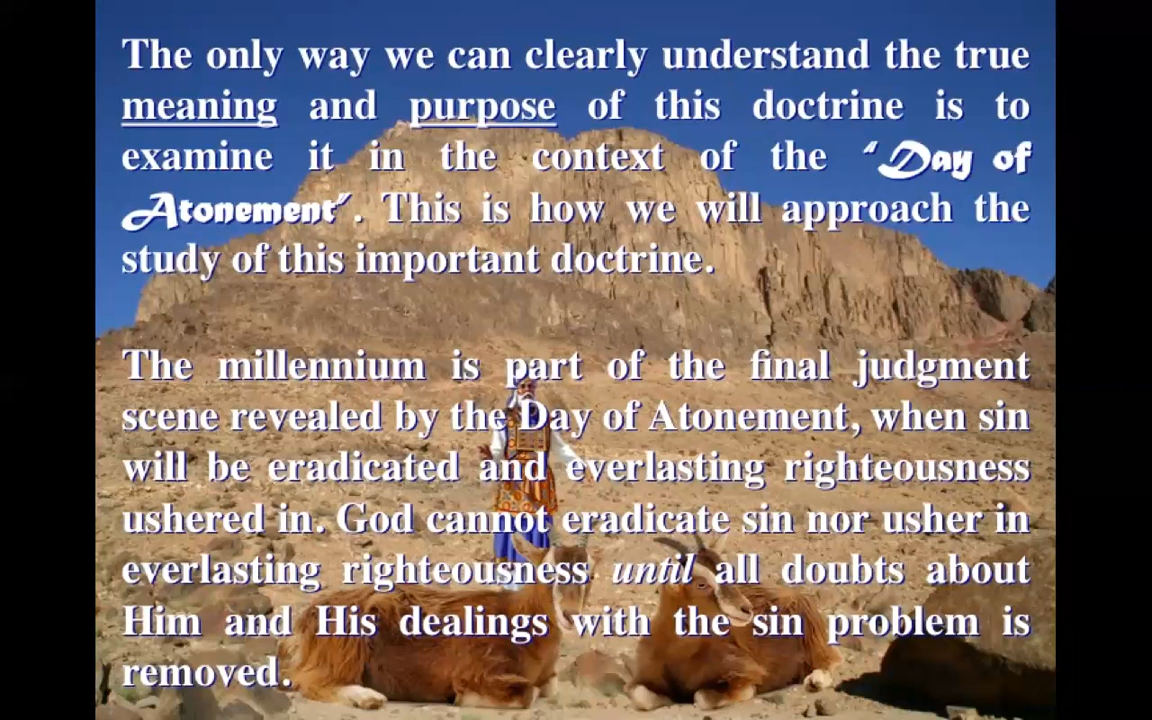 The only way we can clearly understand the true
meaning and purpose of this doctrine is to
examine it in the context of the “Day of
Atonement”. This is how we will approach the
study of this important doctrine.
The millennium is part of the final judgment
scene revealed by the Day of Atonement, when sin
will be eradicated and everlasting righteousness
ushered in. God cannot eradicate sin nor usher in
everlasting righteousness until all doubts about
Him and His dealings with the sin problem is
removed.